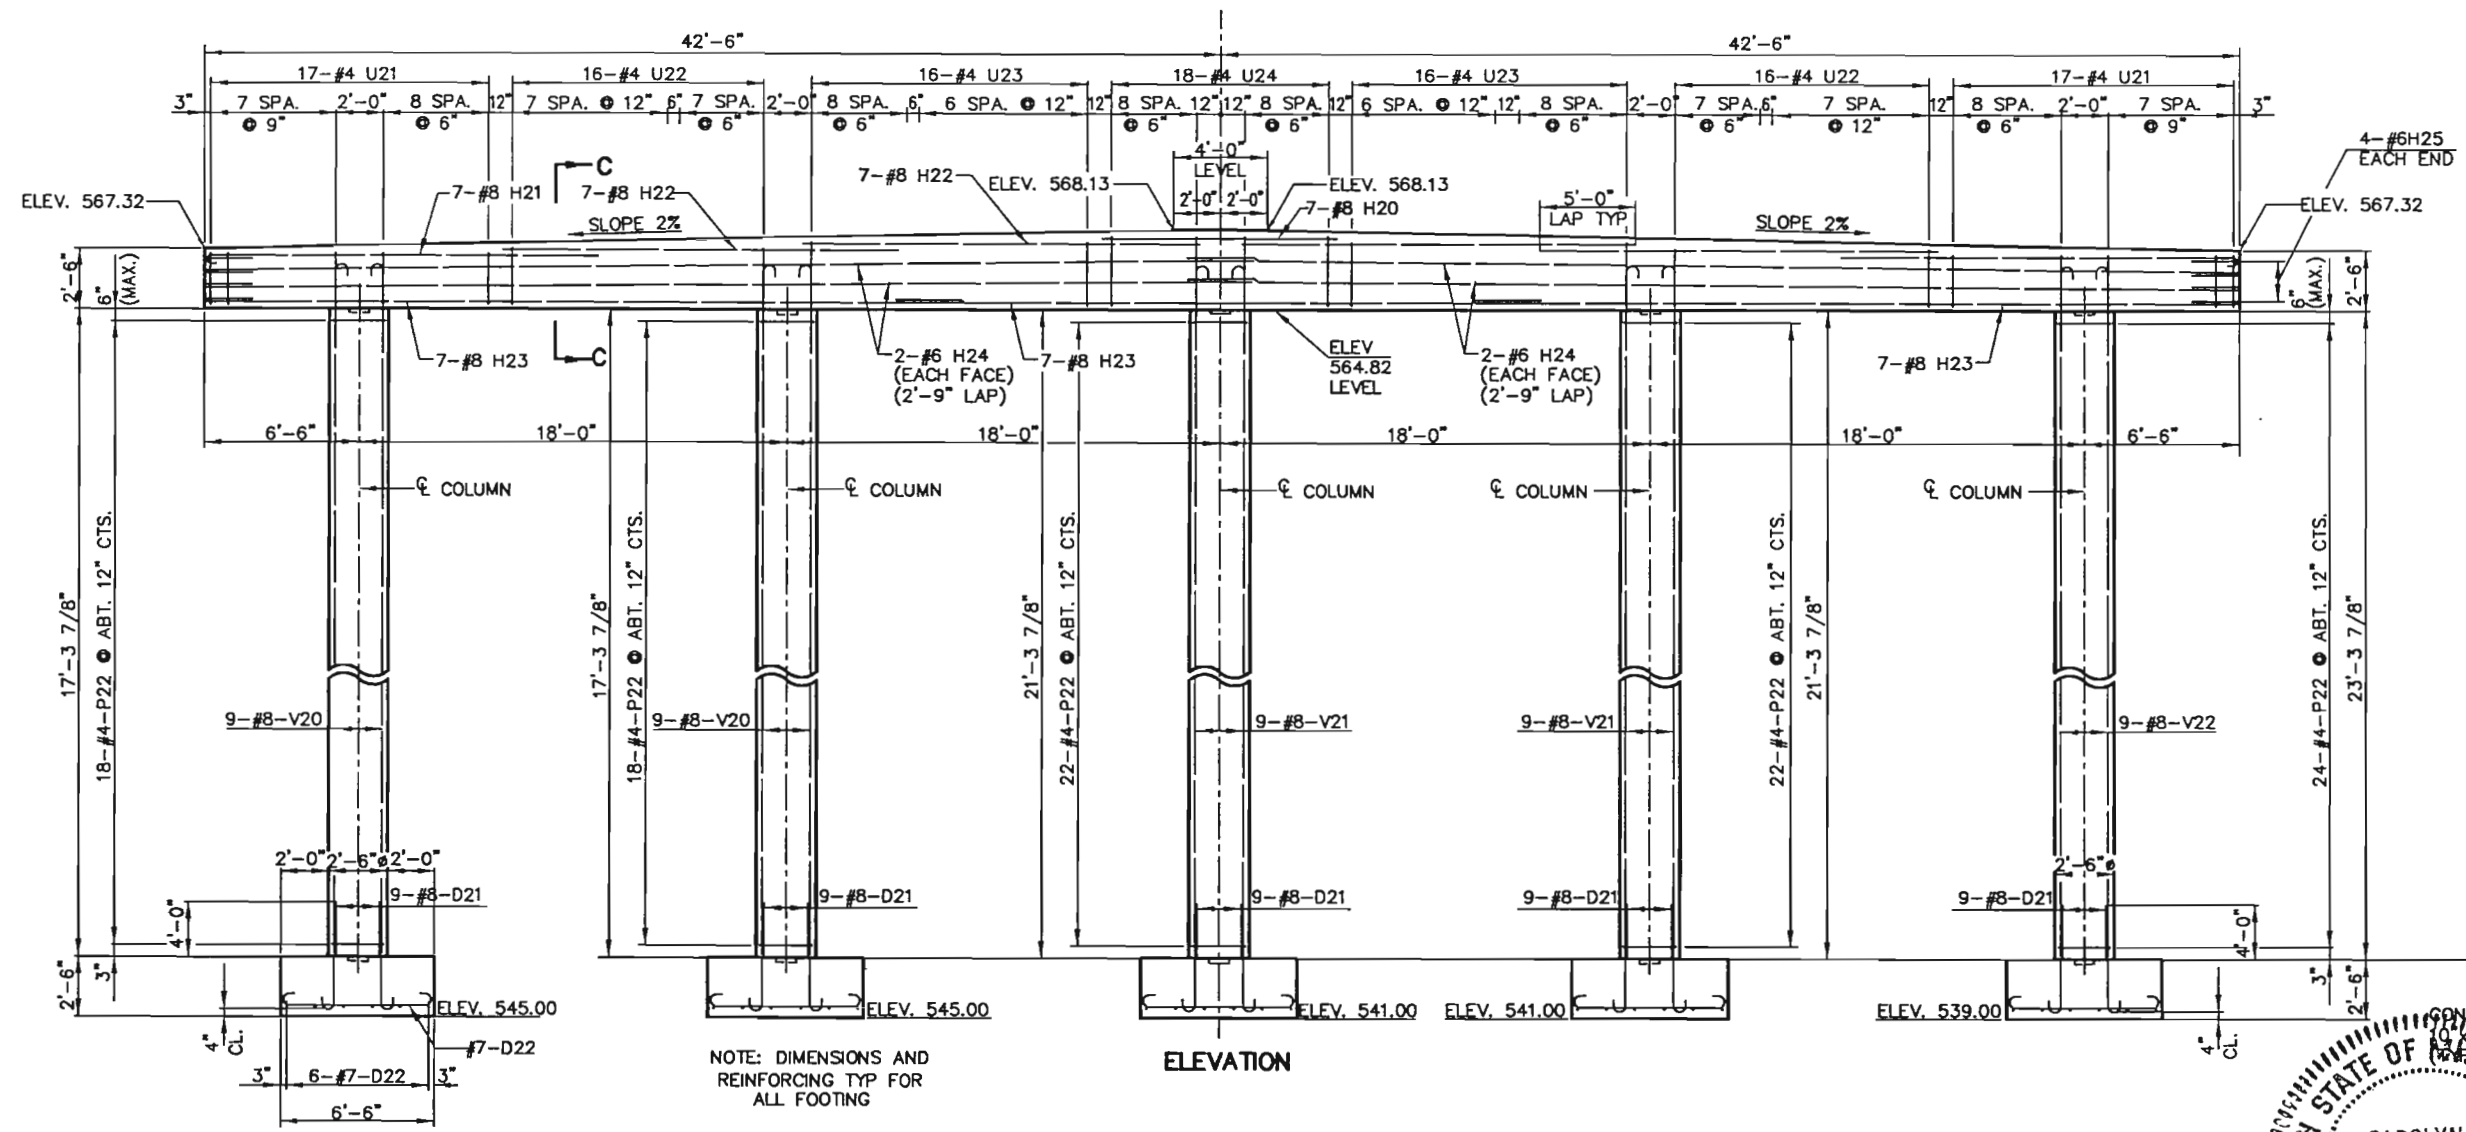 42'-6"
42'-6"
17-#4 U21
16-#4 U22
16-#4 U23
18-#4 U24
16-#4 U23
16-#4 U22
17-#4 U21
3"
7 SPA. @ 9"
2'-0"
8 SPA. @ 6"
12"
7 SPA. @ 12"
6"
7 SPA. @ 6"
2'-0"
8 SPA. @ 6"
6"
6 SPA. @ 12"
12"
8 SPA. @ 6"
12"
12"
8 SPA. @ 6"
12"
6 SPA. @ 12"
12"
8 SPA. @ 6"
2'-0"
7 SPA. @ 6"
6"
7 SPA. @ 12"
12"
8 SPA. @ 6"
2'-0"
7 SPA. @ 9"
3"
4-#6H25
EACH END
C
4'-0"
LEVEL
2'-0"
2'-0"
ELEV. 567.32
7-#8 H21
7-#8 H22
7-#8 H22
ELEV. 568.13
ELEV. 568.13
7-#8 H20
5'-0"
LAP TYP
ELEV. 567.32
SLOPE 2%
SLOPE 2%
2'-6"
6"
(MAX.)
6"
(MAX.)
2'-6"
7-#8 H23
C
2-#6 H24
(EACH FACE)
(2'-9" LAP)
7-#8 H23
ELEV
564.82
LEVEL
2-#6 H24
(EACH FACE)
(2'-9" LAP)
7-#8 H23
6'-6"
18'-0"
18'-0"
18'-0"
18'-0"
6'-6"
℄ COLUMN
℄ COLUMN
℄ COLUMN
℄ COLUMN
℄ COLUMN
17'-3 7/8"
18-#4-P22 @ ABT. 12" CTS.
17'-3 7/8"
18-#4-P22 @ ABT. 12" CTS.
21'-3 7/8"
22-#4-P22 @ ABT. 12" CTS.
22-#4-P22 @ ABT. 12" CTS.
21'-3 7/8"
24-#4-P22 @ ABT. 12" CTS.
23'-3 7/8"
9-#8-V20
9-#8-V20
9-#8-V21
9-#8-V21
9-#8-V22
2'-0"
2'-6"ø
2'-0"
2'-6"ø
9-#8-D21
9-#8-D21
9-#8-D21
9-#8-D21
9-#8-D21
4'-0"
4'-0"
2'-6"
3"
3"
2'-6"
4"
CL.
ELEV. 545.00
ELEV. 545.00
ELEV. 541.00
ELEV. 541.00
ELEV. 539.00
4"
CL.
#7-D22
3"
6-#7-D22
3"
6'-6"
NOTE: DIMENSIONS AND
REINFORCING TYP FOR
ALL FOOTING
ELEVATION
STATE OF